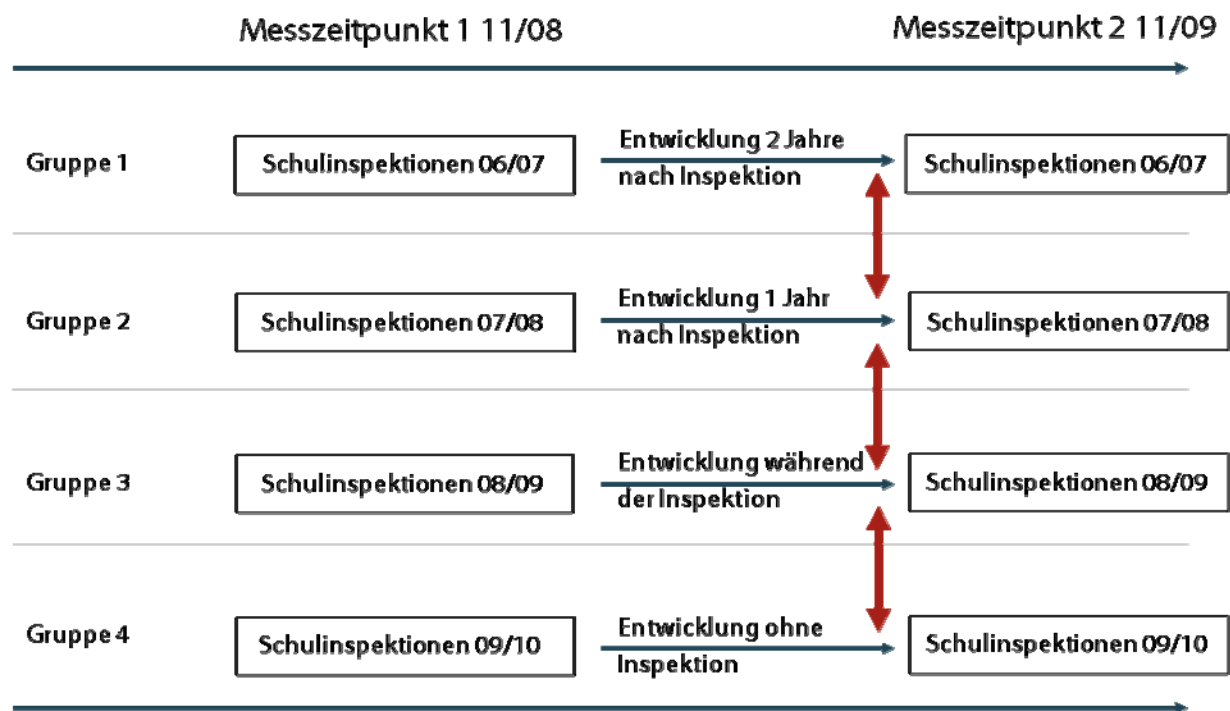 Messzeitpunkt 1 11/08
Messzeitpunkt 2 11/09
Gruppe 1
Schulinspektionen 06/07
Entwicklung 2 Jahre
nach Inspektion
Schulinspektionen 06/07
Gruppe 2
Schulinspektionen 07/08
Entwicklung 1 Jahr
nach Inspektion
Schulinspektionen 07/08
Gruppe 3
Schulinspektionen 08/09
Entwicklung während
der Inspektion
Schulinspektionen 08/09
Gruppe 4
Schulinspektionen 09/10
Entwicklung ohne
Inspektion
Schulinspektionen 09/10